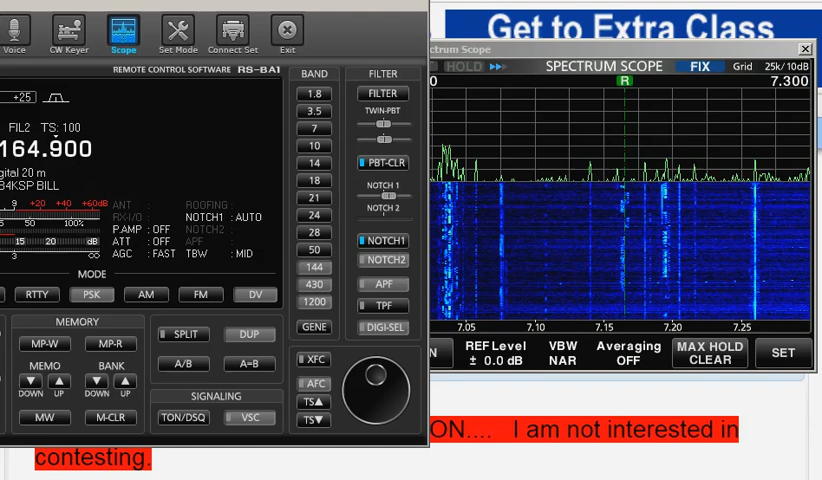 Get to Extra Class
Voice CW Keyer Scope Set Mode Connect Set Exit
ctrum Scope
HOLD SPECTRUM SCOPE FIX Grid 25k/10dB
0 R 7.300
REMOTE CONTROL SOFTWARE RS-BA1
+25
FIL2 TS: 100
164.900
igital 20 m
B4KSP BILL
9 +20 +40 +60dB
50 100%
15 20 dB
3
ANT :
RX-I/O :
P.AMP : OFF
ATT : OFF
AGC : FAST
ROOFING :
NOTCH1 : AUTO
NOTCH2 :
APF :
TBW : MID
MODE
RTTY PSK AM FM DV
MEMORY
MP-W MP-R
MEMO BANK
DOWN UP DOWN UP
MW M-CLR
SPLIT DUP
A/B A=B
SIGNALING
TON/DSQ VSC
BAND
1.8
3.5
7
10
14
18
21
24
28
50
144
430
1200
GENE
XFC
AFC
TS▲
TS▼
FILTER
FILTER
TWIN-PBT
PBT-CLR
NOTCH 1
NOTCH 2
NOTCH1
NOTCH2
APF
TPF
DIGI-SEL
7.05 7.10 7.15 7.20 7.25
N REF Level ± 0.0 dB VBW NAR Averaging OFF MAX HOLD CLEAR SET
ON.... I am not interested in
contesting.